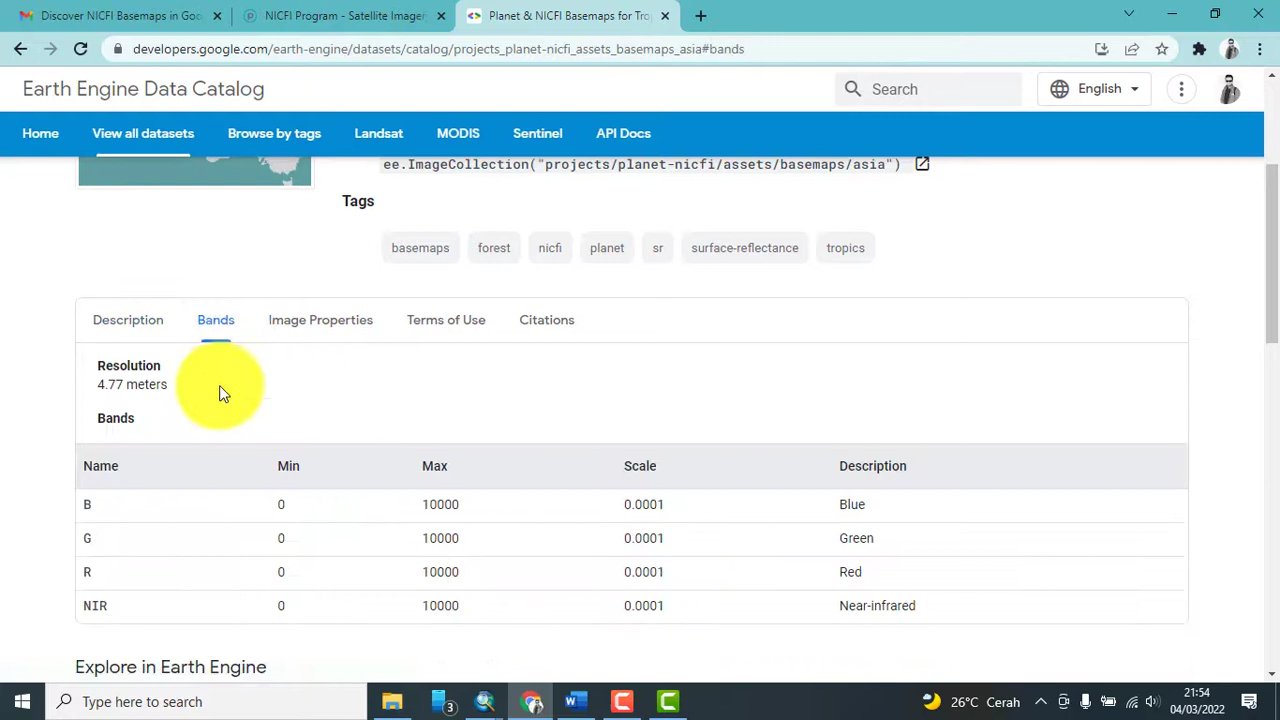 Discover NICFI Basemaps in Goo
NICFI Program - Satellite Imager
Planet & NICFI Basemaps for Tro
developers.google.com/earth-engine/datasets/catalog/projects_planet-nicfi_assets_basemaps_asia#bands
Earth Engine Data Catalog
Search
English
Home View all datasets Browse by tags Landsat MODIS Sentinel API Docs
ee.ImageCollection("projects/planet-nicfi/assets/basemaps/asia")
Tags
basemaps forest nicfi planet sr surface-reflectance tropics
Description Bands Image Properties Terms of Use Citations
Resolution
4.77 meters
Bands
Name Min Max Scale Description
B 0 10000 0.0001 Blue
G 0 10000 0.0001 Green
R 0 10000 0.0001 Red
NIR 0 10000 0.0001 Near-infrared
Explore in Earth Engine
Type here to search
3
26°C Cerah
21:54
04/03/2022